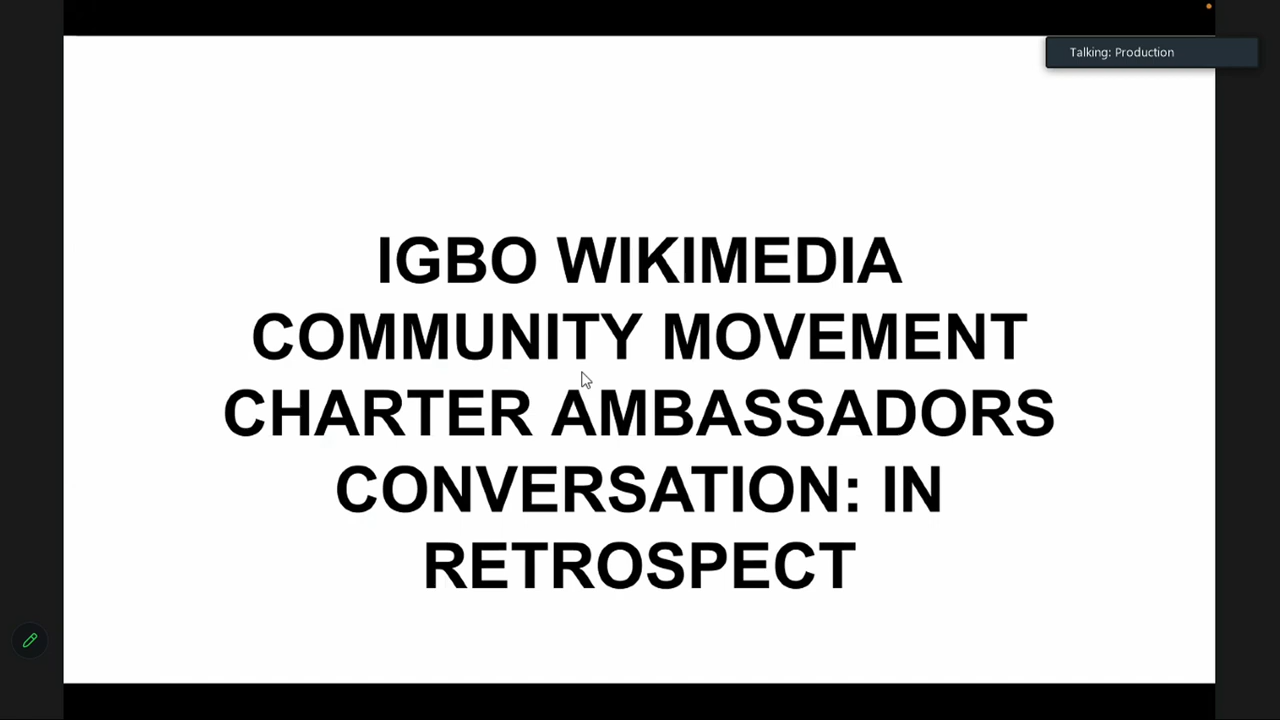 Talking: Production
IGBO WIKIMEDIA
COMMUNITY MOVEMENT
CHARTER AMBASSADORS
CONVERSATION: IN
RETROSPECT